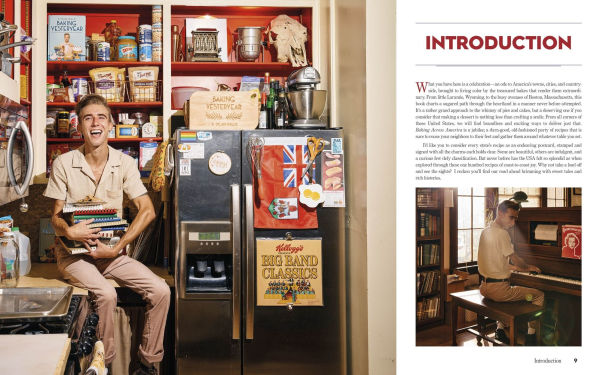 BAKING
YESTERYEAR
BAKING
YESTERYEAR
Kellogg's
BIG BAND
CLASSICS
INTRODUCTION
What you have here is a celebration—an ode to America's towns, cities, and country-
side, brought to living color by the treasured bakes that render them extraordi-
nary. From little Laramie, Wyoming, to the busy avenues of Boston, Massachusetts, this
book charts a sugared path through the heartland in a manner never before attempted.
It's a rather grand approach to the whimsy of pies and cakes, but a deserving one if you
consider that making a dessert is nothing less than crafting a smile. From all corners of
these United States, we will find boundless and exciting ways to deliver just that.
Baking Across America is a jubilee; a darn-good, old-fashioned party of recipes that is
sure to rouse your neighbors to their feet and gather them around whatever table you set.
I'd like you to consider every state's recipe as an endearing postcard, stamped and
signed with all the charms each holds dear. Some are beautiful, others are indulgent, and
a curious few defy classification. But never before has the USA felt so splendid as when
explored through these one hundred recipes of coast-to-coast joy. Why not take a load off
and see the sights? I reckon you'll find our road ahead brimming with sweet tales and
rich histories.
Introduction 9